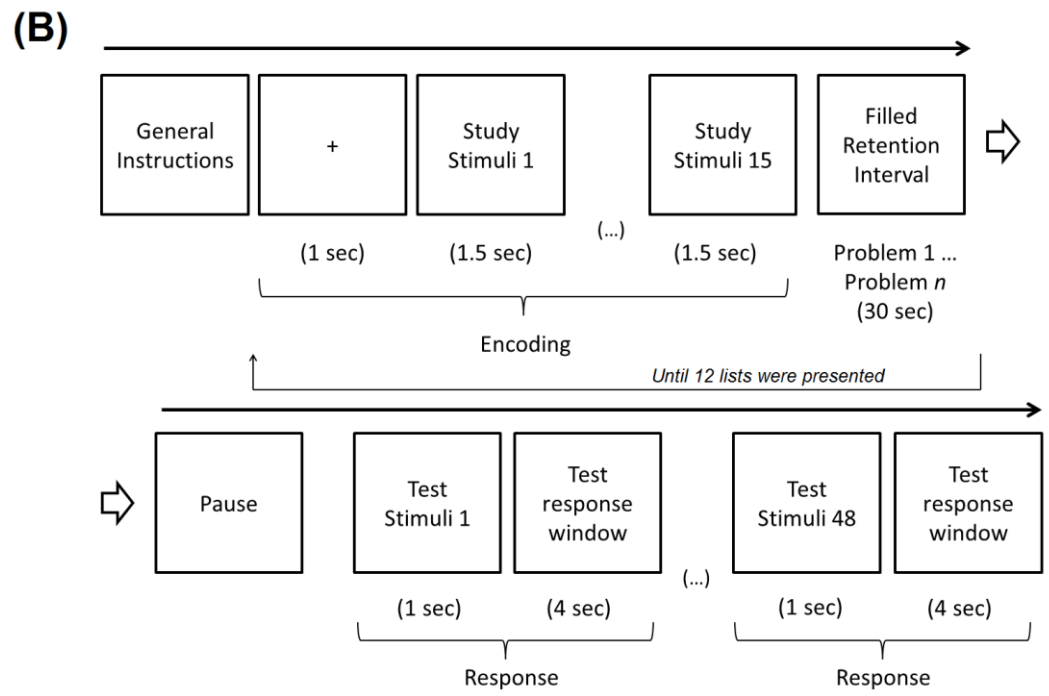 (B)
General
Instructions
+
Study
Stimuli 1
(...)
Study
Stimuli 15
Filled
Retention
Interval
(1 sec)
(1.5 sec)
(1.5 sec)
Problem 1 ...
Problem n
(30 sec)
Encoding
Until 12 lists were presented
Pause
Test
Stimuli 1
Test
response
window
(...)
Test
Stimuli 48
Test
response
window
(1 sec)
(4 sec)
(1 sec)
(4 sec)
Response
Response